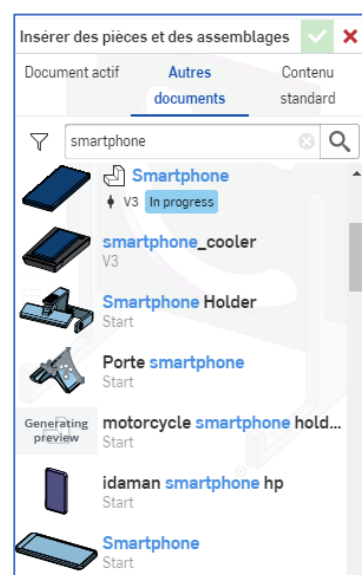 Insérer des pièces et des assemblages
Document actif
Autres documents
Contenu standard
smartphone
Smartphone
V3 In progress
smartphone_cooler
V3
Smartphone Holder
Start
Porte smartphone
Start
Generating preview
motorcycle smartphone hold...
Start
idaman smartphone hp
Start
Smartphone
Start